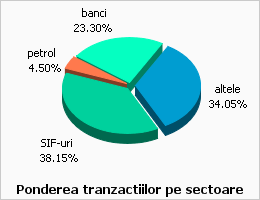 banci
23.30%
petrol
4.50%
altele
34.05%
SIF-uri
38.15%
Ponderea tranzactiilor pe sectoare